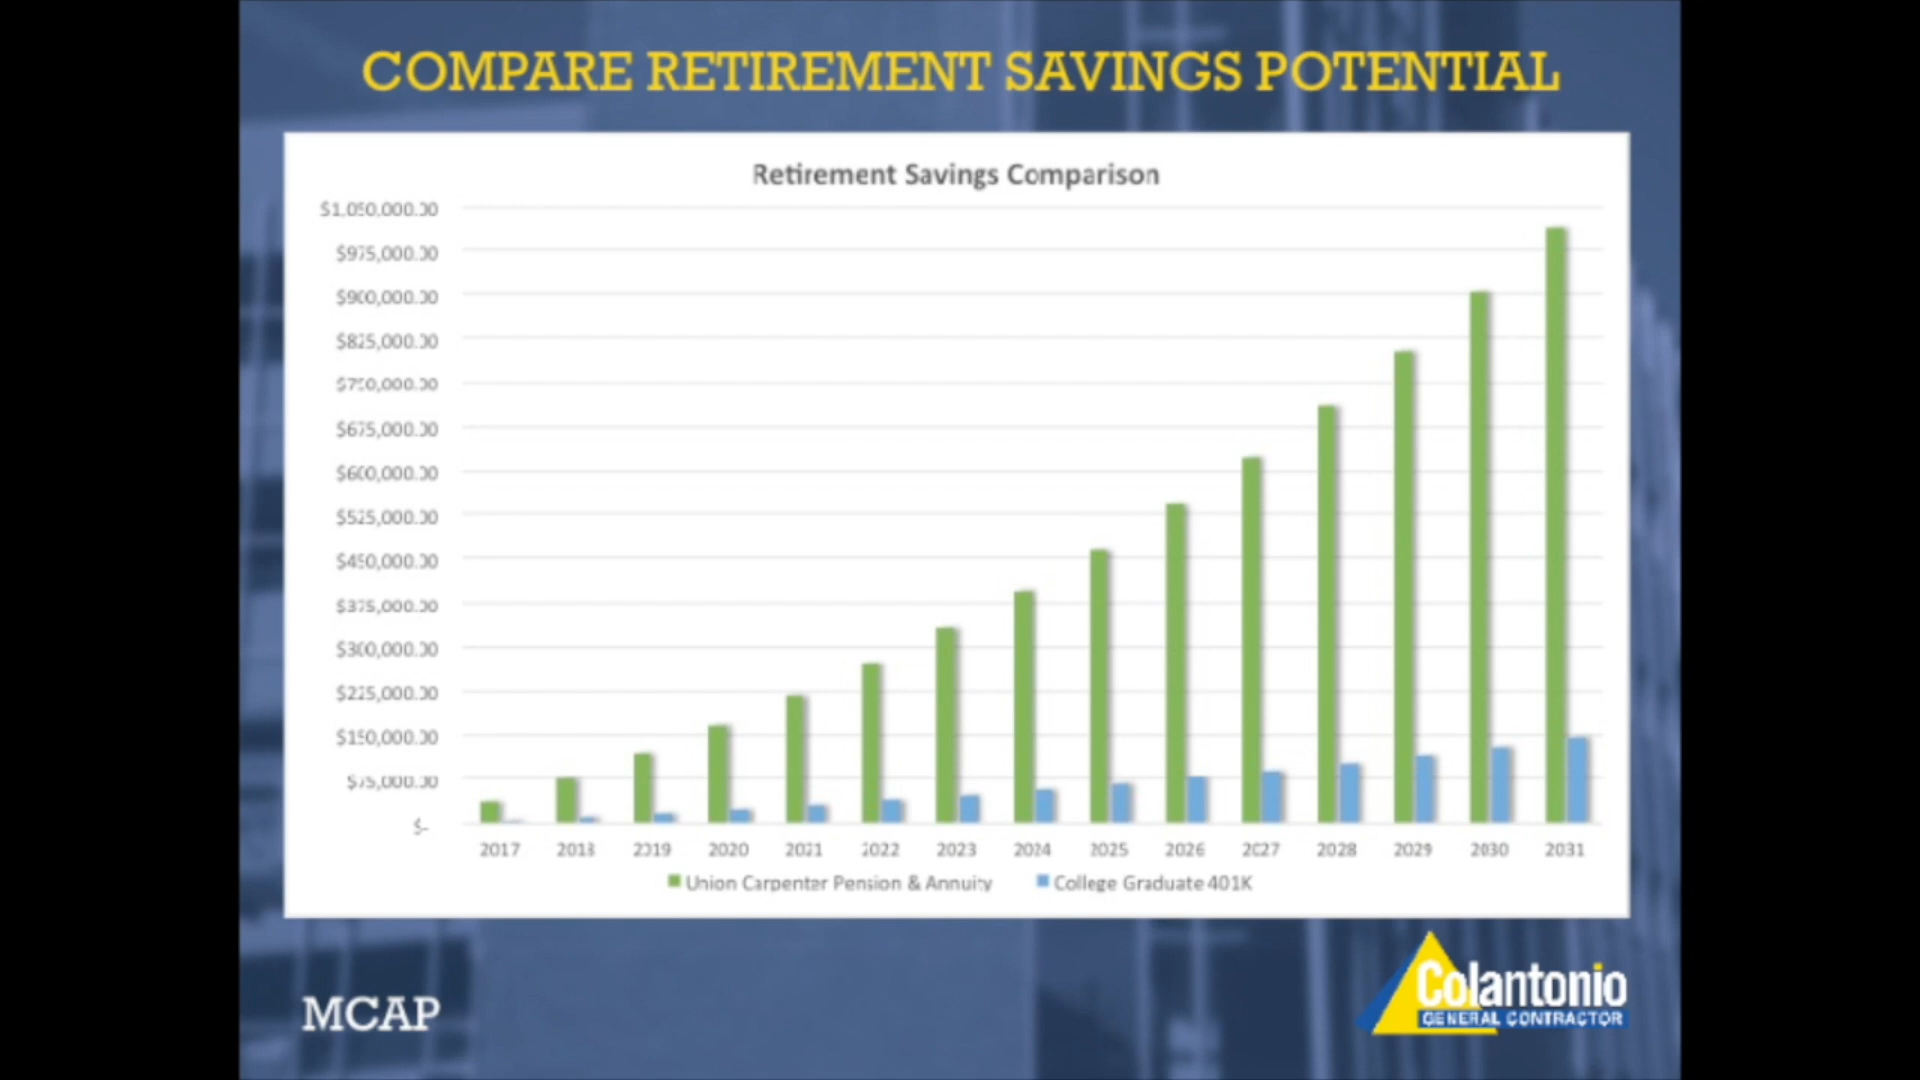 COMPARE RETIREMENT SAVINGS POTENTIAL
Retirement Savings Comparison
$1,050,000.00
$975,000.00
$900,000.00
$825,000.00
$750,000.00
$675,000.00
$600,000.00
$525,000.00
$450,000.00
$375,000.00
$300,000.00
$225,000.00
$150,000.00
$75,000.00
$-
2017 2018 2019 2020 2021 2022 2023 2024 2025 2026 2027 2028 2029 2030 2031
Union Carpenter Pension & Annuity College Graduate 401K
MCAP
Colantonio
GENERAL CONTRACTOR